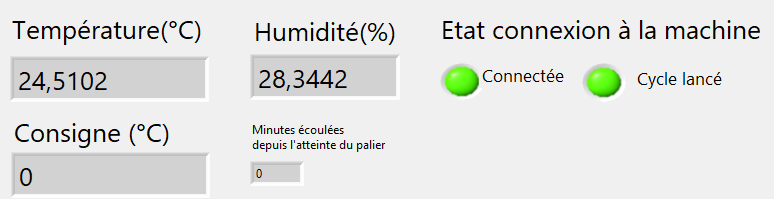 Température(°C)
24,5102
Humidité(%)
28,3442
Etat connexion à la machine
Connectée
Cycle lancé
Consigne (°C)
0
Minutes écoulées
depuis l'atteinte du palier
0